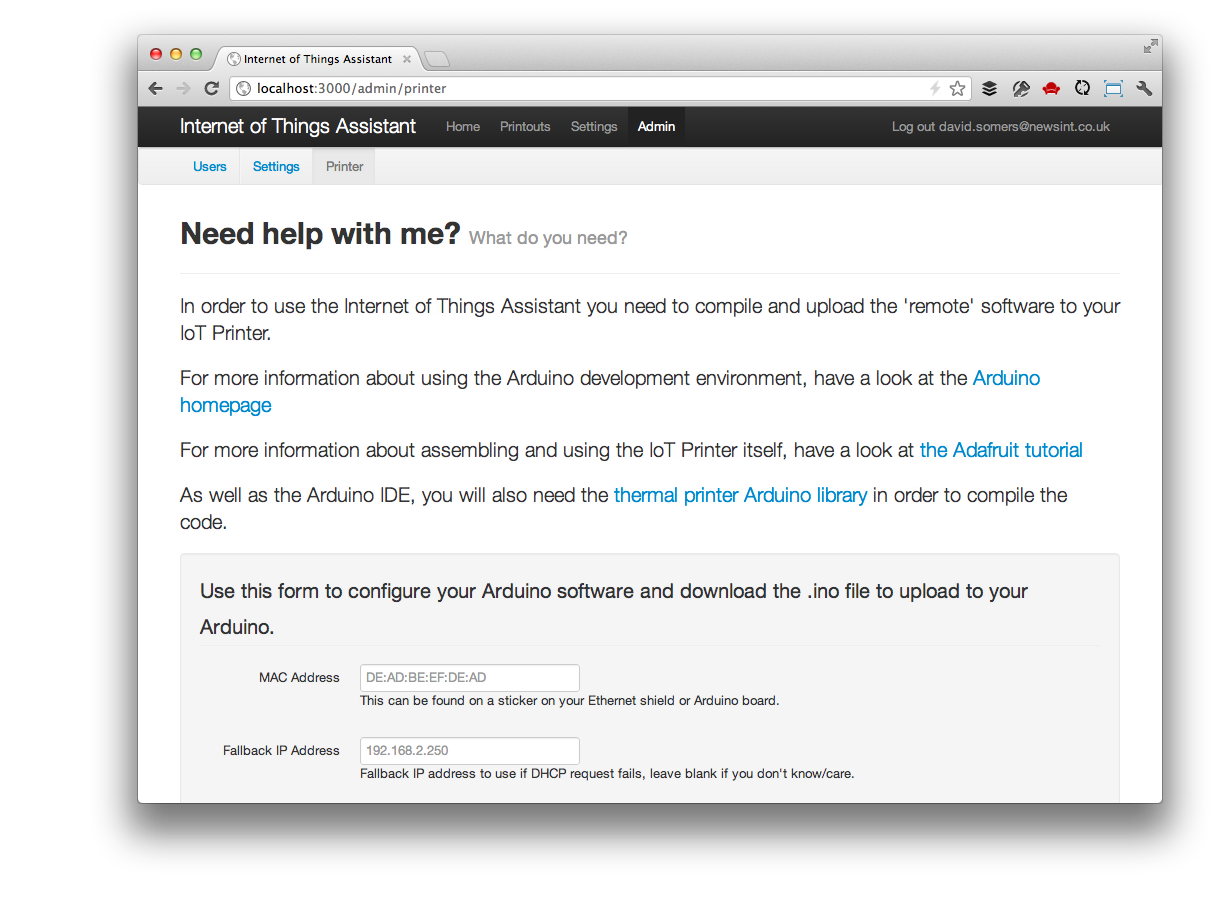 Internet of Things Assistant
localhost:3000/admin/printer
Internet of Things Assistant Home Printouts Settings Admin Log out david.somers@newsint.co.uk
Users Settings Printer
Need help with me? What do you need?
In order to use the Internet of Things Assistant you need to compile and upload the 'remote' software to your
IoT Printer.
For more information about using the Arduino development environment, have a look at the Arduino
homepage
For more information about assembling and using the IoT Printer itself, have a look at the Adafruit tutorial
As well as the Arduino IDE, you will also need the thermal printer Arduino library in order to compile the
code.
Use this form to configure your Arduino software and download the .ino file to upload to your
Arduino.
MAC Address DE:AD:BE:EF:DE:AD
This can be found on a sticker on your Ethernet shield or Arduino board.
Fallback IP Address 192.168.2.250
Fallback IP address to use if DHCP request fails, leave blank if you don't know/care.